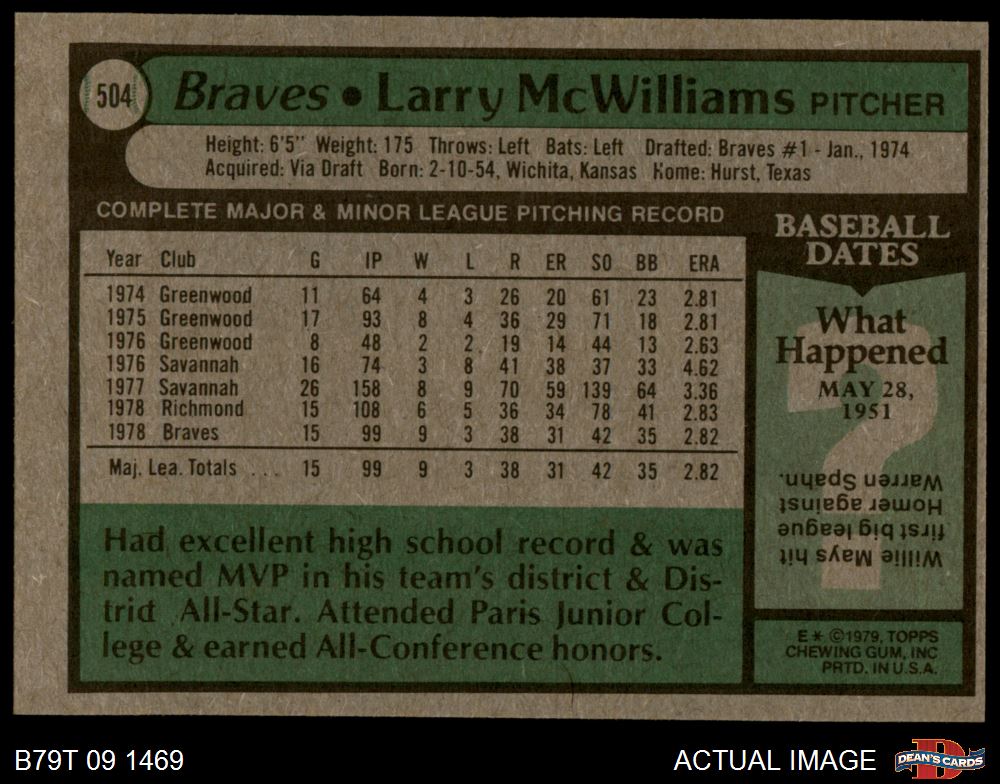 504 Braves • Larry McWilliams PITCHER
Height: 6'5" Weight: 175 Throws: Left Bats: Left Drafted: Braves #1 - Jan., 1974
Acquired: Via Draft Born: 2-10-54, Wichita, Kansas Home: Hurst, Texas
COMPLETE MAJOR & MINOR LEAGUE PITCHING RECORD
Year Club G IP W L R ER SO BB ERA
1974 Greenwood 11 64 4 3 26 20 61 23 2.81
1975 Greenwood 17 93 8 4 36 29 71 18 2.81
1976 Greenwood 8 48 2 2 19 14 44 13 2.63
1976 Savannah 16 74 3 8 41 38 37 33 4.62
1977 Savannah 26 158 8 9 70 59 139 64 3.36
1978 Richmond 15 108 6 5 36 34 78 41 2.83
1978 Braves 15 99 9 3 38 31 42 35 2.82
Maj. Lea. Totals ... 15 99 9 3 38 31 42 35 2.82
Had excellent high school record & was
named MVP in his team's district & Dis-
trict All-Star. Attended Paris Junior Col-
lege & earned All-Conference honors.
BASEBALL
DATES
What
Happened
MAY 28,
1951
?
Willie Mays hit
first big league
Homer against
Warren Spahn.
E * ©1979, TOPPS
CHEWING GUM, INC
PRTD. IN U.S.A.
B79T 09 1469
ACTUAL IMAGE
D
DEAN'S CARDS